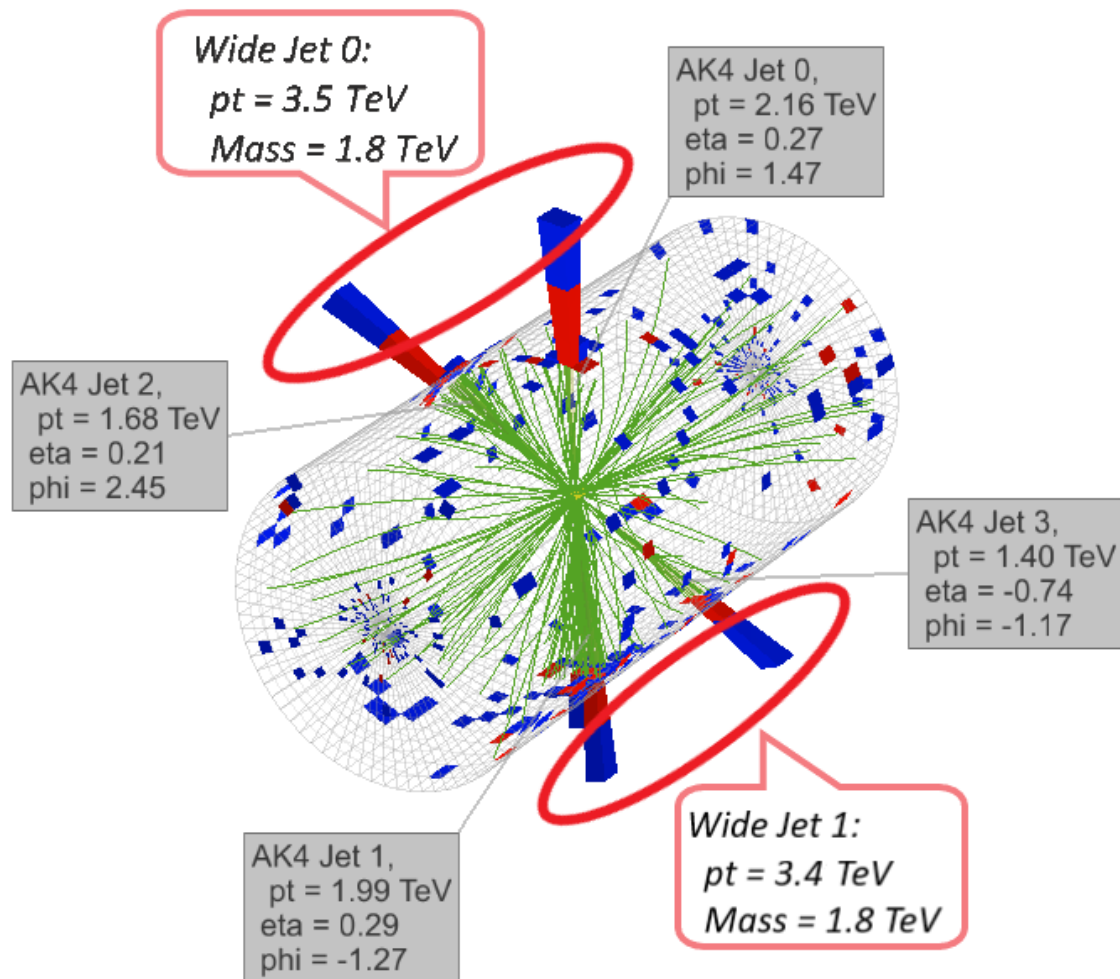 Wide Jet 0:
pt = 3.5 TeV
Mass = 1.8 TeV
AK4 Jet 0,
pt = 2.16 TeV
eta = 0.27
phi = 1.47
AK4 Jet 2,
pt = 1.68 TeV
eta = 0.21
phi = 2.45
AK4 Jet 3,
pt = 1.40 TeV
eta = -0.74
phi = -1.17
AK4 Jet 1,
pt = 1.99 TeV
eta = 0.29
phi = -1.27
Wide Jet 1:
pt = 3.4 TeV
Mass = 1.8 TeV